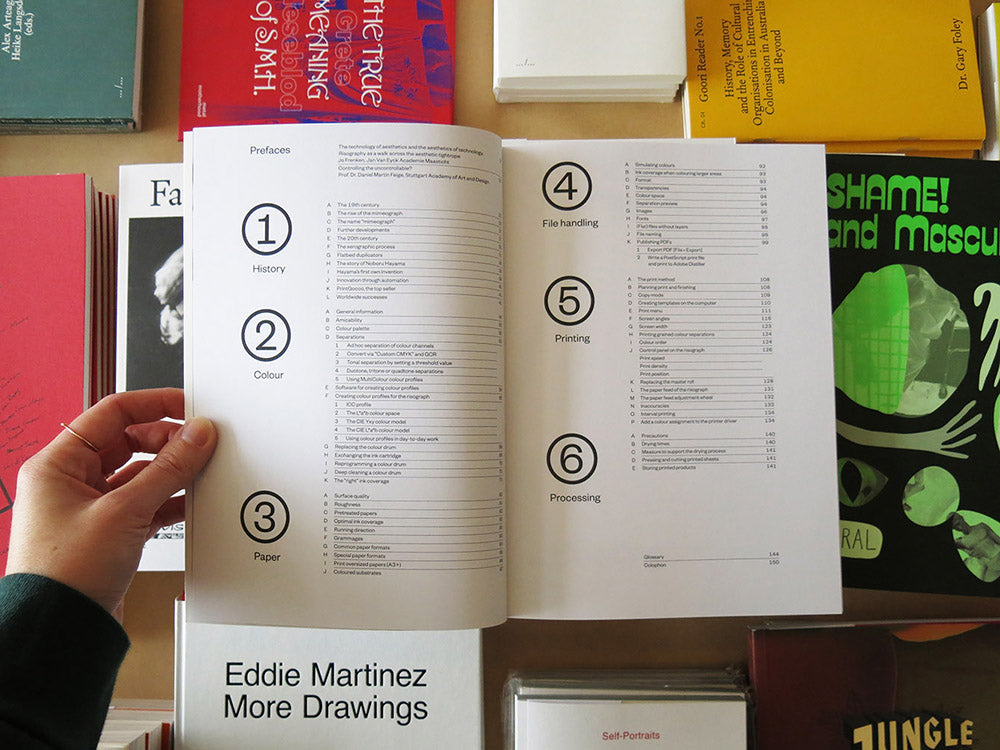 Alex Arteaga
Heike Langsdorf
(eds.)
THE TRUE
MEANING
OF S.M.H.
Grete
Jesseblod
Goori Reader No.1
History, Memory
and the Role of Cultural
Organisations in Entrenching
Colonisation in Australia
and Beyond
Dr. Gary Foley
Fa
SHAME!
and Mascu
RAL
Prefaces
The technology of aesthetics and the aesthetics of technology.
Risography as a walk across the aesthetic tightrope.
Jo Frenken, Jan Van Eyck Academie Maastricht
Controlling the uncontrollable?
Prof. Dr. Daniel Martin Feige, Stuttgart Academy of Art and Design
1
History
A The 19th century
B The rise of the mimeograph
C The name "mimeograph"
D Further developments
E The 20th century
F The xerographic process
G Flatbed duplicators
H The story of Noboru Hayama
I Hayama's first own invention
J Innovation through automation
K PrintGocco, the top seller
L Worldwide successes
2
Colour
A General information
B Amicability
C Colour palette
D Separations
1 Ad hoc separation of colour channels
2 Convert via "Custom CMYK" and GCR
3 Tonal separation by setting a threshold value
4 Duotone, tritone or quadtone separations
5 Using MultiColour colour profiles
E Software for creating colour profiles
F Creating colour profiles for the risograph
1 ICC profile
2 The L*a*b colour space
3 The CIE Yxy colour model
4 The CIE L*a*b colour model
5 Using colour profiles in day-to-day work
G Replacing the colour drum
H Exchanging the ink cartridge
I Reprogramming a colour drum
J Deep cleaning a colour drum
K The "right" ink coverage
3
Paper
A Surface quality
B Roughness
C Pretreated papers
D Optimal ink coverage
E Running direction
F Grammages
G Common paper formats
H Special paper formats
I Print oversized papers (A3+)
J Coloured substrates
4
File handling
A Simulating colours 92
B Ink coverage when colouring larger areas 93
C Format 93
D Transparencies 94
E Colour space 94
F Separation preview 94
G Images 96
H Fonts 97
I (Flat) files without layers 98
J File naming 98
K Publishing PDFs 99
1 Export PDF (File > Export)
2 Write a PostScript print file
and print to Adobe Distiller
5
Printing
A The print method 108
B Planning print and finishing 108
C Copy mode 109
D Creating templates on the computer 110
E Print menu 111
F Screen angles 116
G Screen width 123
H Printing grained colour separations 123
I Colour order 124
J Control panel on the risograph 126
Print speed
Print density
Print position
K Replacing the master roll 128
L The paper feed of the risograph 131
M The paper feed adjustment wheel 132
N Inaccuracies 133
O Interval printing 134
P Add a colour assignment to the printer driver 134
6
Processing
A Precautions 140
B Drying times 140
C Measure to support the drying process 141
D Pressing and cutting printed sheets 141
E Storing printed products 141
Glossary 144
Colophon 150
Eddie Martinez
More Drawings
Self-Portraits
JUNGLE